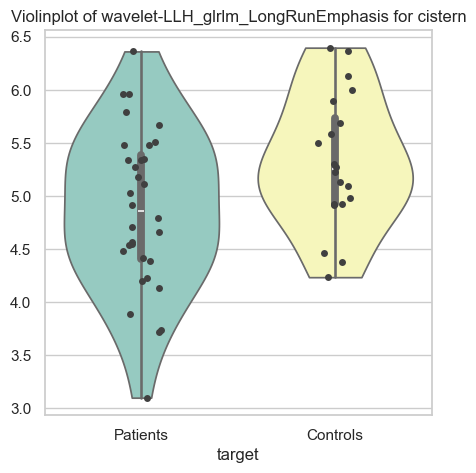 Violinplot of wavelet-LLH_glrlm_LongRunEmphasis for cistern
6.5
6.0
5.5
5.0
4.5
4.0
3.5
3.0
Patients Controls
target